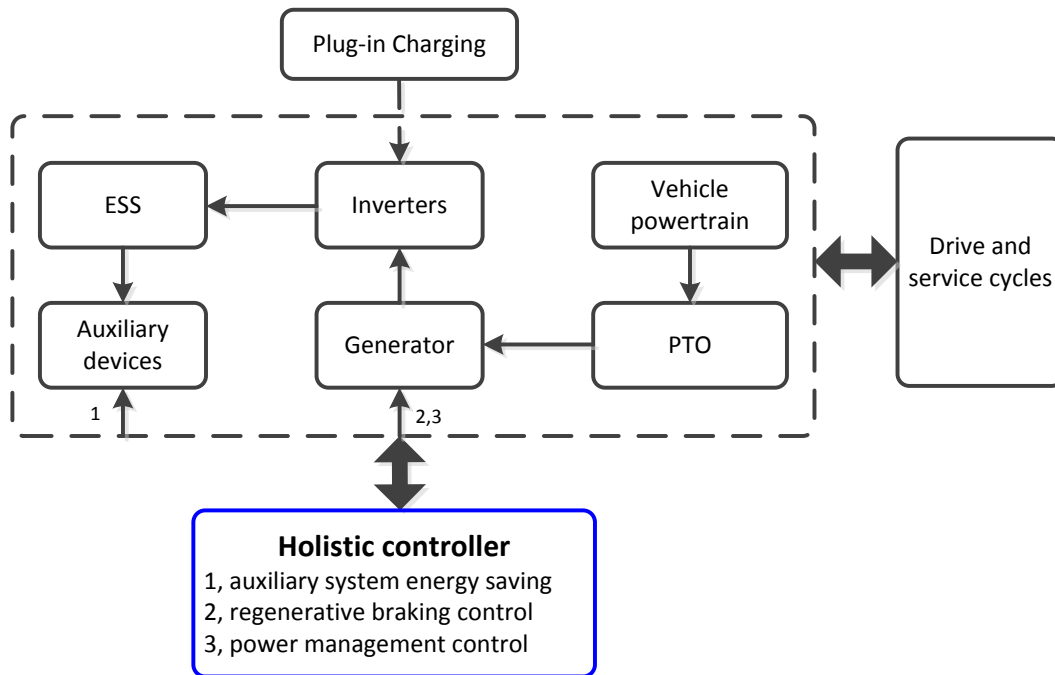 Plug-in Charging
ESS
Inverters
Vehicle
powertrain
Drive and
service cycles
Auxiliary
devices
Generator
PTO
1
2,3
Holistic controller
1, auxiliary system energy saving
2, regenerative braking control
3, power management control